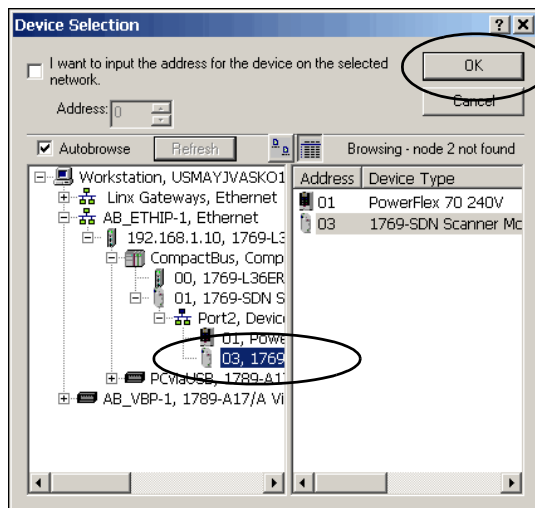 Device Selection
I want to input the address for the device on the selected
network.
OK
Address: 0
Cancel
Autobrowse
Refresh
Browsing - node 2 not found
Workstation, USMAYJVASKO1
Linx Gateways, Ethernet
AB_ETHIP-1, Ethernet
192.168.1.10, 1769-L3
CompactBus, Comp
00, 1769-L36ER
01, 1769-SDN S
Port2, Devic
01, Powe
03, 1769
PCviaUSB, 1789-A17
AB_VBP-1, 1789-A17/A Vi
Address Device Type
01 PowerFlex 70 240V
03 1769-SDN Scanner Mc